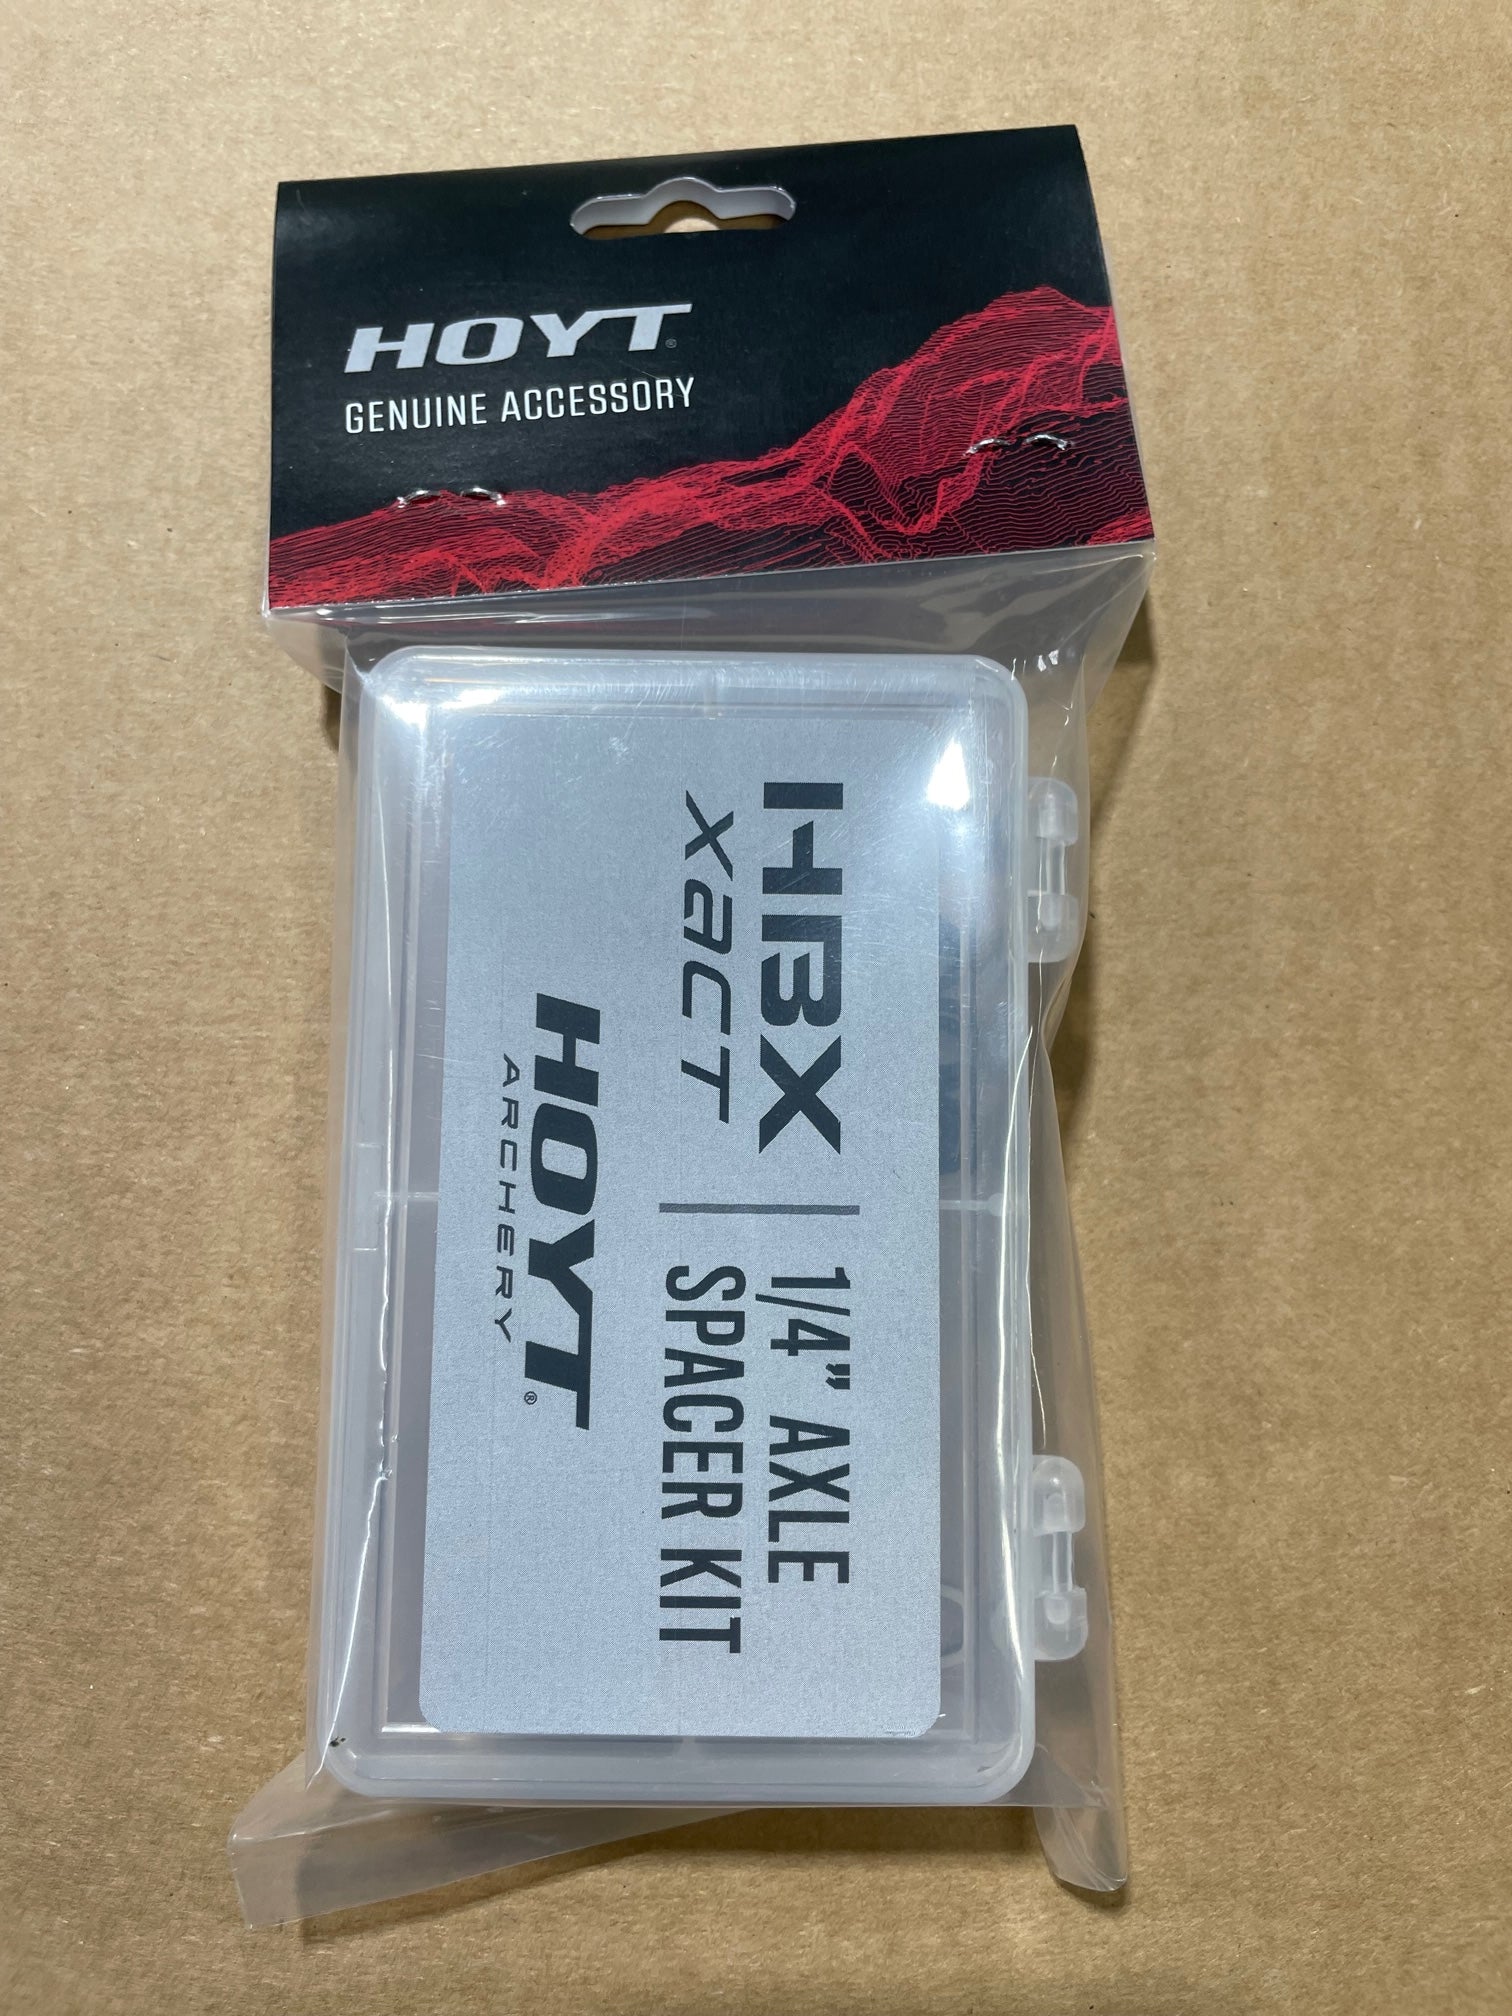 HOYT®
GENUINE ACCESSORY
HBX
xact
1/4" AXLE
SPACER KIT
HOYT®
ARCHERY